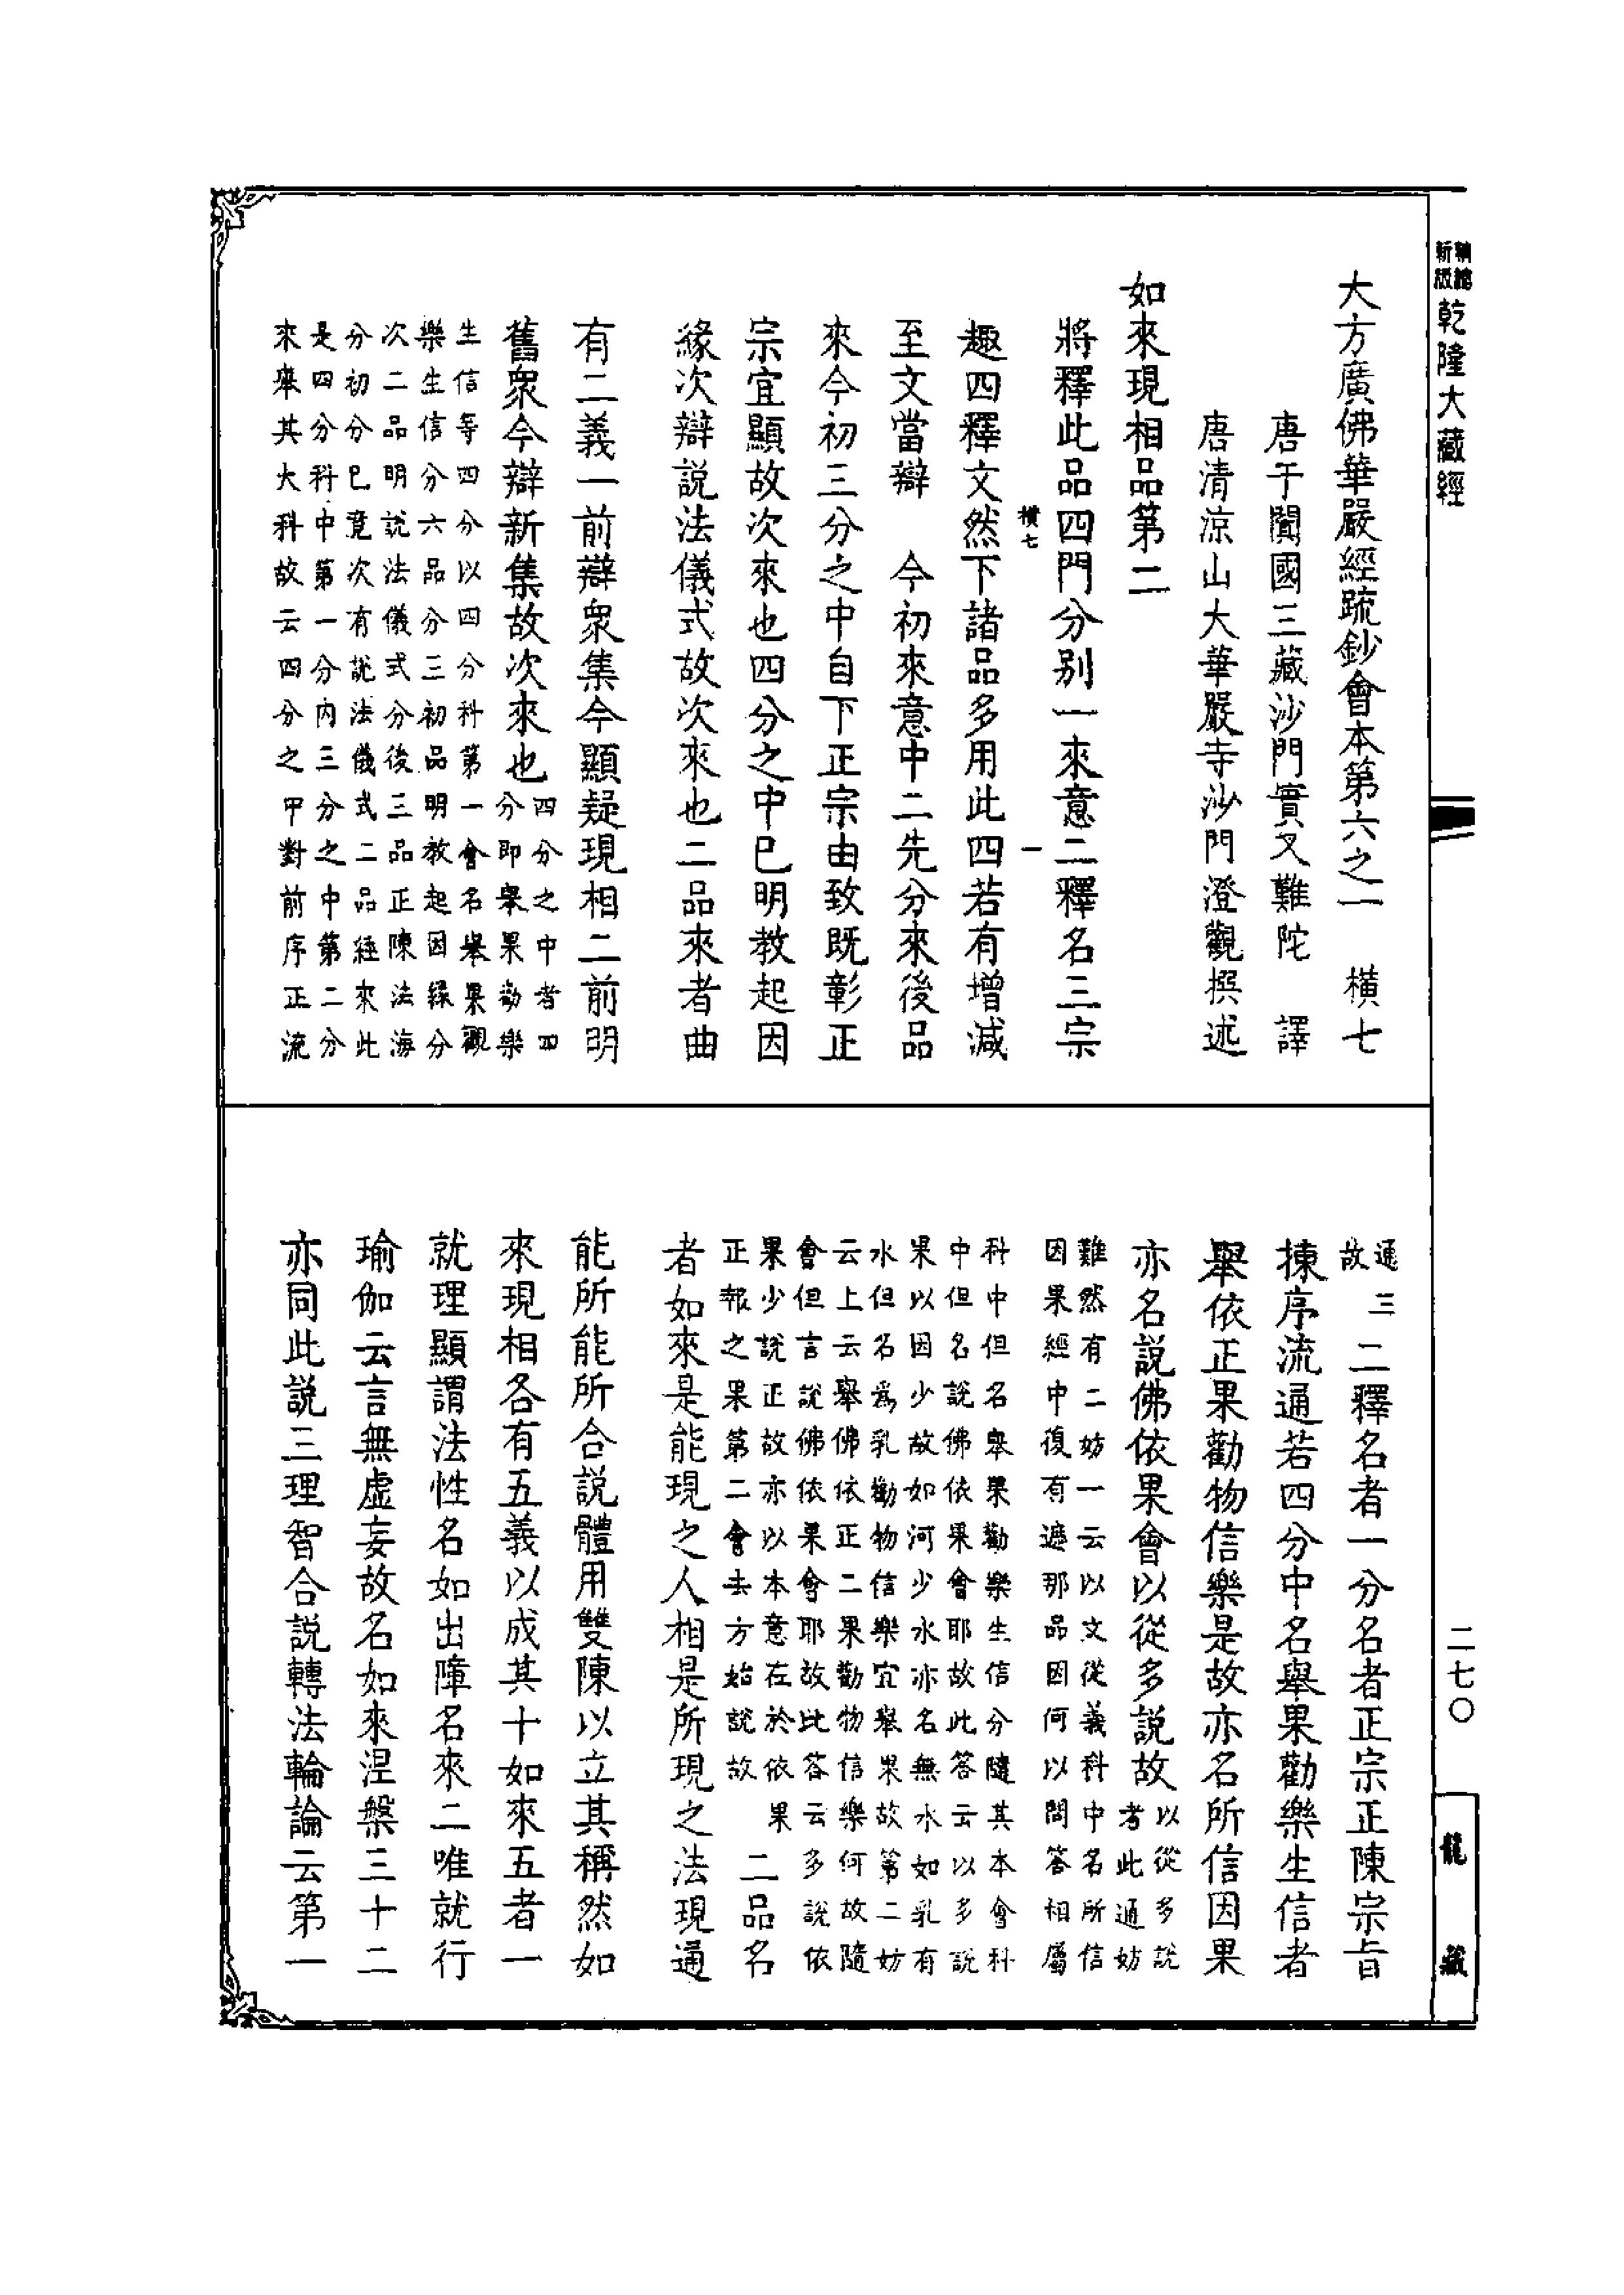 乾隆大藏經
大方廣佛華嚴經疏鈔會本第六之一　橫七
唐于闐國三藏沙門實叉難陀　譯
唐清涼山大華嚴寺沙門澄觀撰述
如來現相品第二
將釋此品四門分別一來意二釋名三宗
橫七　一
趣四釋文然下諸品多用此四若有增減
至文當辯　今初來意中二先分來後品
來今初三分之中自下正宗由致既彰正
宗宜顯故次來也四分之中已明教起因
緣次辯說法儀式故次來也二品來者曲
有二義一前辯眾集今顯疑現相二前明
舊眾今辯新集故次來也四分之中者四
分即舉果勸樂
生信等四分以四分科第一會名舉果勸
樂生信分六品分三初品明教起因緣分
次二品明說法儀式分後三品正陳法海
分初分已竟次有說法儀式二品經來此
是四分科中第一分內三分之中第二分
來舉其大科故云四分之中對前序正流
通三
故
二釋名者一分名者正宗正陳宗旨
揀序流通若四分中名舉果勸樂生信者
舉依正果勸物信樂是故亦名所信因果
亦名說佛依果會以從多說故以從多說
者此通妨
難然有二妨一云以文從義科中名所信
因果經中復有遮那品因何以問答相屬
科中但名舉果勸樂生信分隨其本會科
中但名說佛依果會耶故此答云以多說
果以因少故如河少水亦名無水如乳有
水但名為乳勸物信樂宜舉果故第二妨
云上云舉佛依正二果勸物信樂何故隨
會但言說佛依果會耶故此答云多說依
果少說正故亦以本意在於依果
正報之果第二會去方始說故
二品名
者如來是能現之人相是所現之法現通
能所能所合說體用雙陳以立其稱然如
來現相各有五義以成其十如來五者一
就理顯謂法性名如出障名來二唯就行
瑜伽云言無虛妄故名如來涅槃三十二
亦同此說三理智合說轉法輪論云第一
二七〇
龍藏